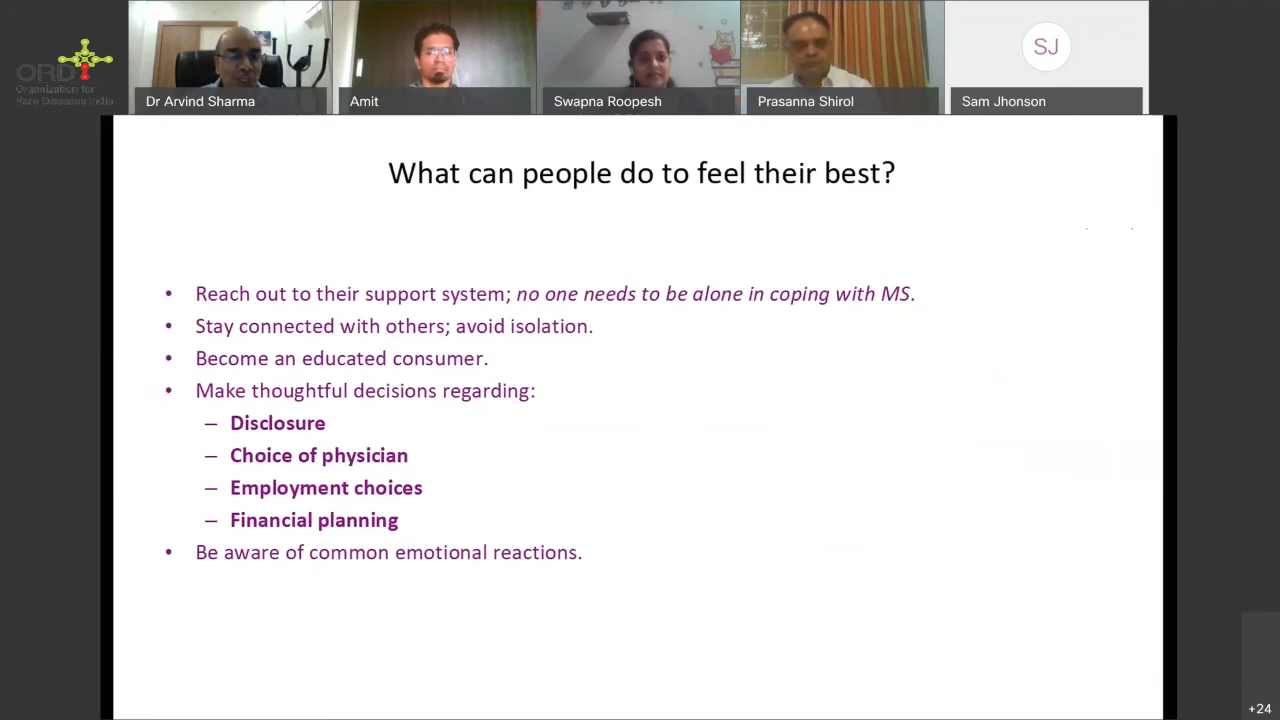 ORD
Organization for
Rare Diseases India
Dr Arvind Sharma
Amit
Swapna Roopesh
Prasanna Shirol
SJ
Sam Jhonson
What can people do to feel their best?
• Reach out to their support system; no one needs to be alone in coping with MS.
• Stay connected with others; avoid isolation.
• Become an educated consumer.
• Make thoughtful decisions regarding:
– Disclosure
– Choice of physician
– Employment choices
– Financial planning
• Be aware of common emotional reactions.
+24